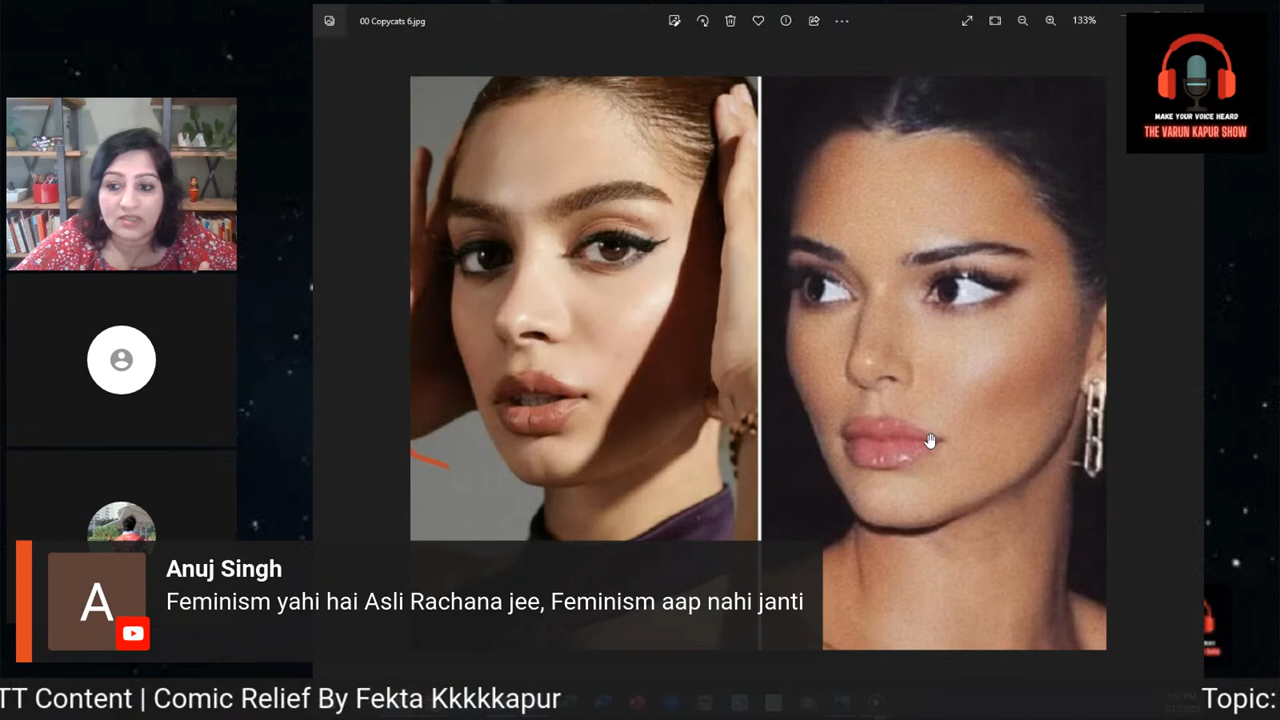 00 Copycats 6.jpg
133%
MAKE YOUR VOICE HEARD
THE VARUN KAPUR SHOW
A
Anuj Singh
Feminism yahi hai Asli Rachana jee, Feminism aap nahi janti
TT Content | Comic Relief By Fekta Kkkkkapur
Topic: